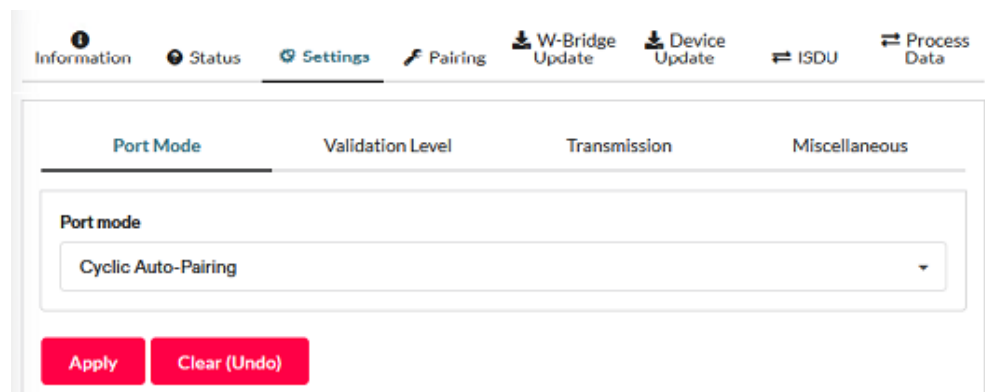 Information Status Settings Pairing W-Bridge Update Device Update ISDU Process Data
Port Mode Validation Level Transmission Miscellaneous
Port mode
Cyclic Auto-Pairing
Apply Clear (Undo)